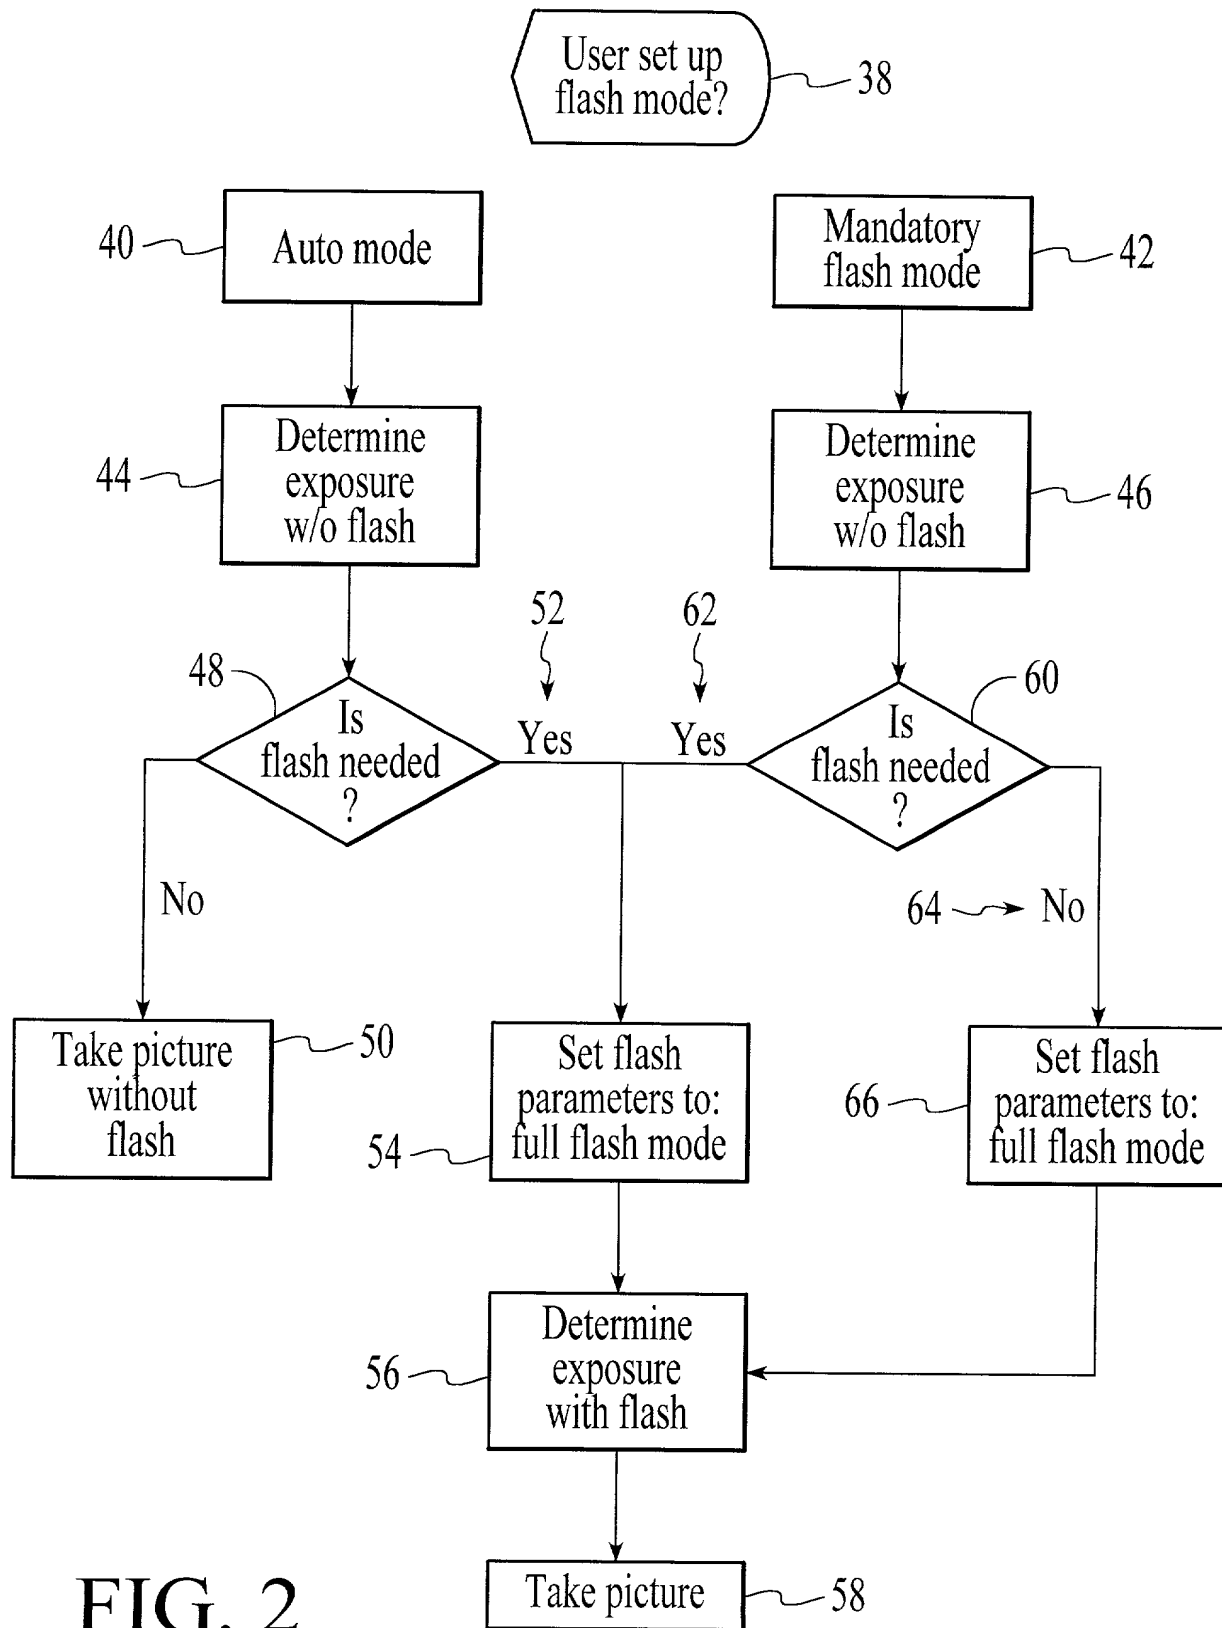 User set up
flash mode?
38
40
Auto mode
Mandatory
flash mode
42
44
Determine
exposure
w/o flash
Determine
exposure
w/o flash
46
52
62
48
Is
flash needed
?
Yes
Yes
60
Is
flash needed
?
No
64
No
Take picture
without
flash
50
Set flash
parameters to:
full flash mode
54
66
Set flash
parameters to:
full flash mode
56
Determine
exposure
with flash
Take picture
58
FIG. 2